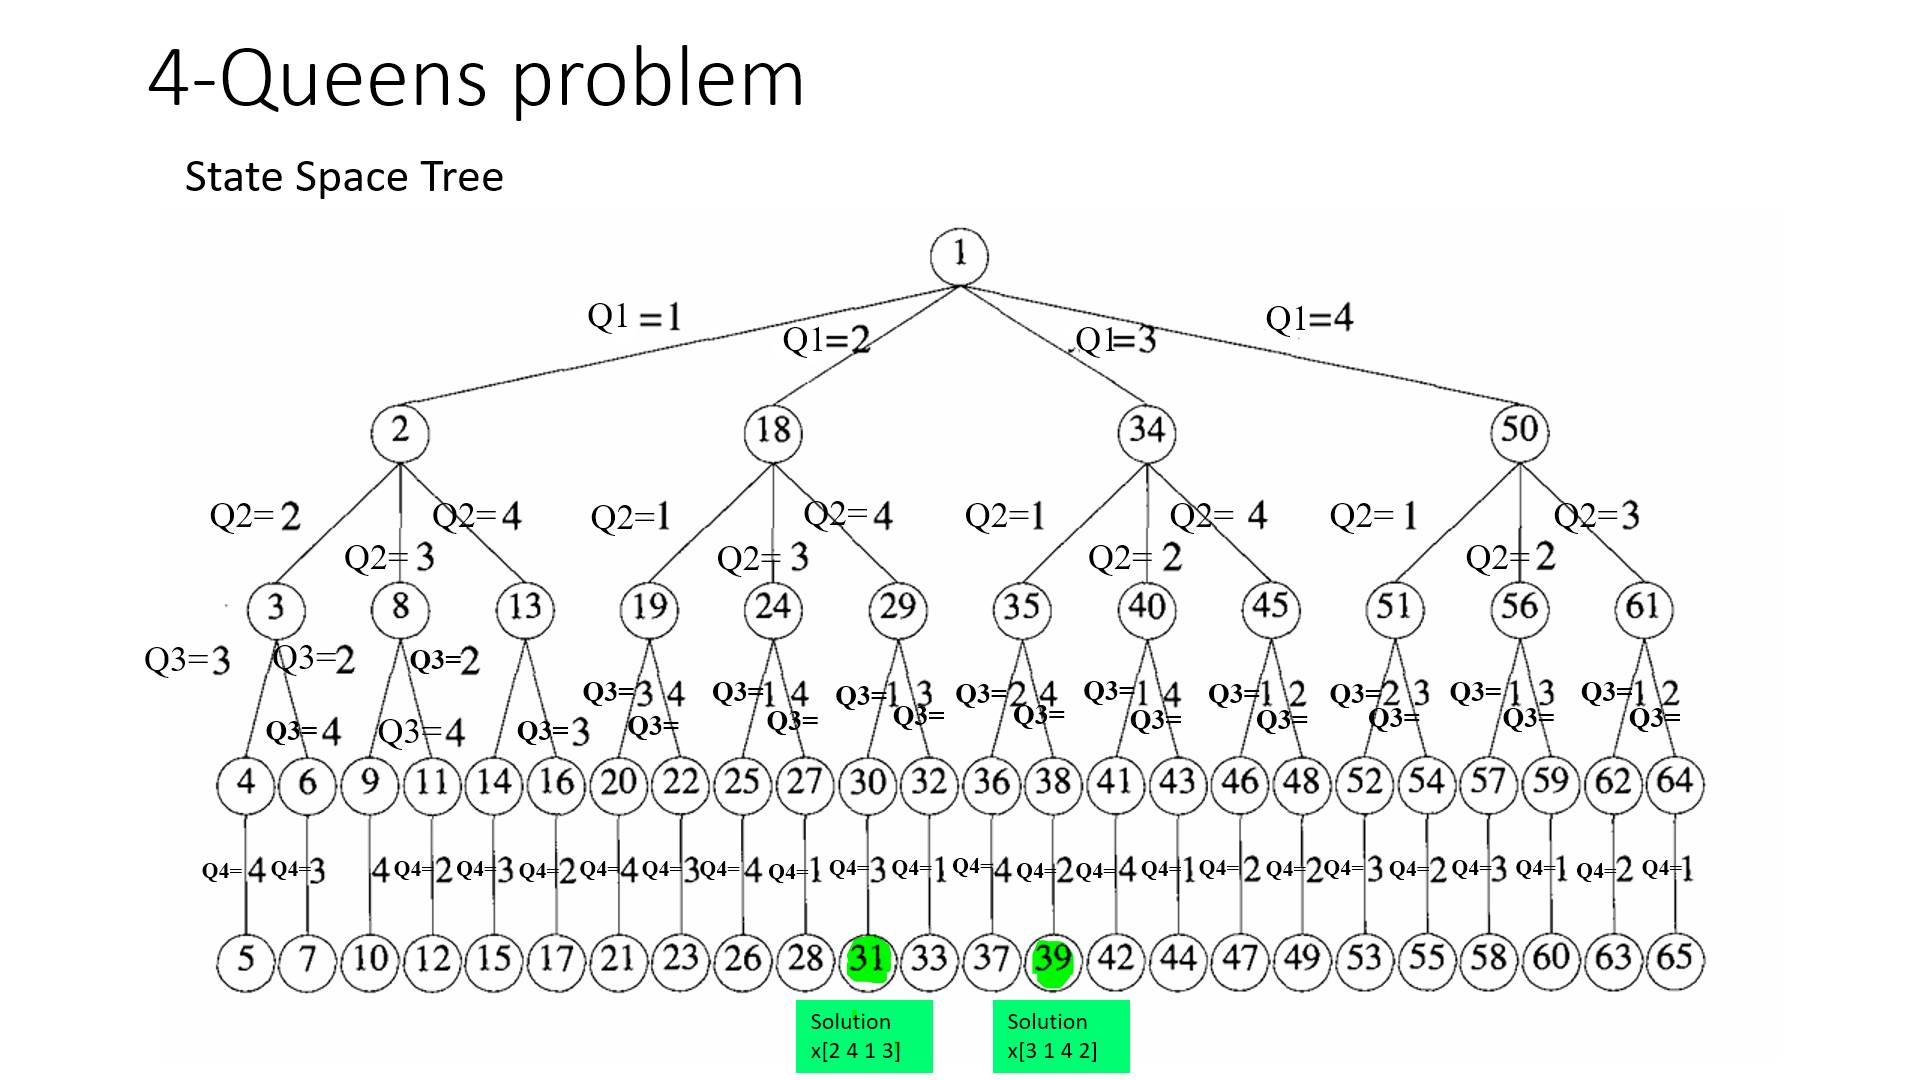 4-Queens problem
State Space Tree
1
Q1 =1
Q1=2
Q1=3
Q1=4
2 18 34 50
Q2= 2 Q2= 3 Q2= 4 Q2=1 Q2= 3 Q2= 4 Q2=1 Q2= 2 Q2= 4 Q2= 1 Q2= 2 Q2= 3
3 8 13 19 24 29 35 40 45 51 56 61
Q3=3 Q3=2 Q3=2
Q3=3 4 Q3=1 4 Q3=1 3 Q3=2 4 Q3=1 4 Q3=1 2 Q3=2 3 Q3=1 3 Q3=1 2
Q3=4 Q3=4 Q3=3 Q3= Q3= Q3= Q3= Q3= Q3= Q3= Q3= Q3=
4 6 9 11 14 16 20 22 25 27 30 32 36 38 41 43 46 48 52 54 57 59 62 64
Q4=4 Q4=3 4 Q4=2 Q4=3 Q4=2 Q4=4 Q4=3 Q4=4 Q4=1 Q4=3 Q4=1 Q4=4 Q4=2 Q4=4 Q4=1 Q4=2 Q4=2 Q4=3 Q4=2 Q4=3 Q4=1 Q4=2 Q4=1
5 7 10 12 15 17 21 23 26 28 31 33 37 39 42 44 47 49 53 55 58 60 63 65
Solution
x[2 4 1 3]
Solution
x[3 1 4 2]